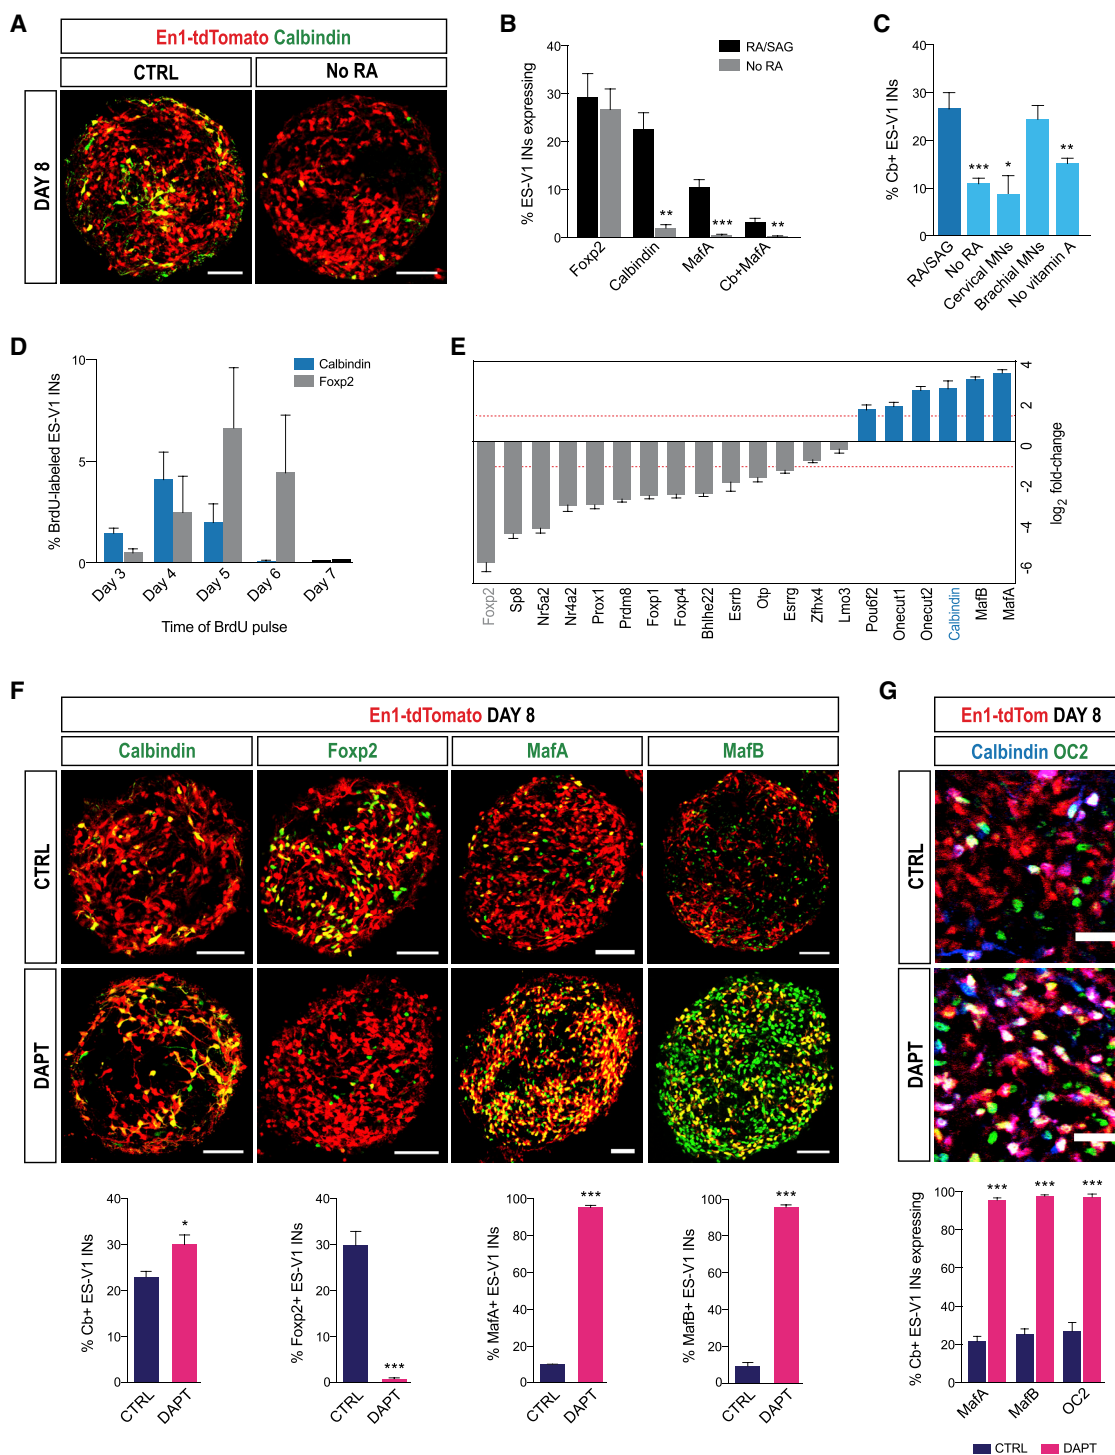 A
En1-tdTomato Calbindin
CTRL
No RA
DAY 8
B
% ES-V1 INs expressing
40
30
20
10
0
RA/SAG
No RA
**
***
**
Foxp2
Calbindin
MafA
Cb+MafA
C
% Cb+ ES-V1 INs
40
30
20
10
0
***
*
**
RA/SAG
No RA
Cervical MNs
Brachial MNs
No vitamin A
D
% BrdU-labeled ES-V1 INs
10
5
0
Calbindin
Foxp2
Day 3
Day 4
Day 5
Day 6
Day 7
Time of BrdU pulse
E
4
2
0
-2
-4
-6
log2 fold-change
Foxp2
Sp8
Nr5a2
Nr4a2
Prox1
Prdm8
Foxp1
Foxp4
Bhlhe22
Esrrb
Otp
Esrrg
Zfhx4
Lmo3
Pou6f2
Onecut1
Onecut2
Calbindin
MafB
MafA
F
En1-tdTomato DAY 8
Calbindin
Foxp2
MafA
MafB
CTRL
DAPT
% Cb+ ES-V1 INs
40
30
20
10
0
*
CTRL
DAPT
% Foxp2+ ES-V1 INs
40
30
20
10
0
***
CTRL
DAPT
% MafA+ ES-V1 INs
100
80
60
40
20
0
***
CTRL
DAPT
% MafB+ ES-V1 INs
100
80
60
40
20
0
***
CTRL
DAPT
G
En1-tdTom DAY 8
Calbindin OC2
CTRL
DAPT
% Cb+ ES-V1 INs expressing
100
80
60
40
20
0
***
***
***
MafA
MafB
OC2
CTRL
DAPT